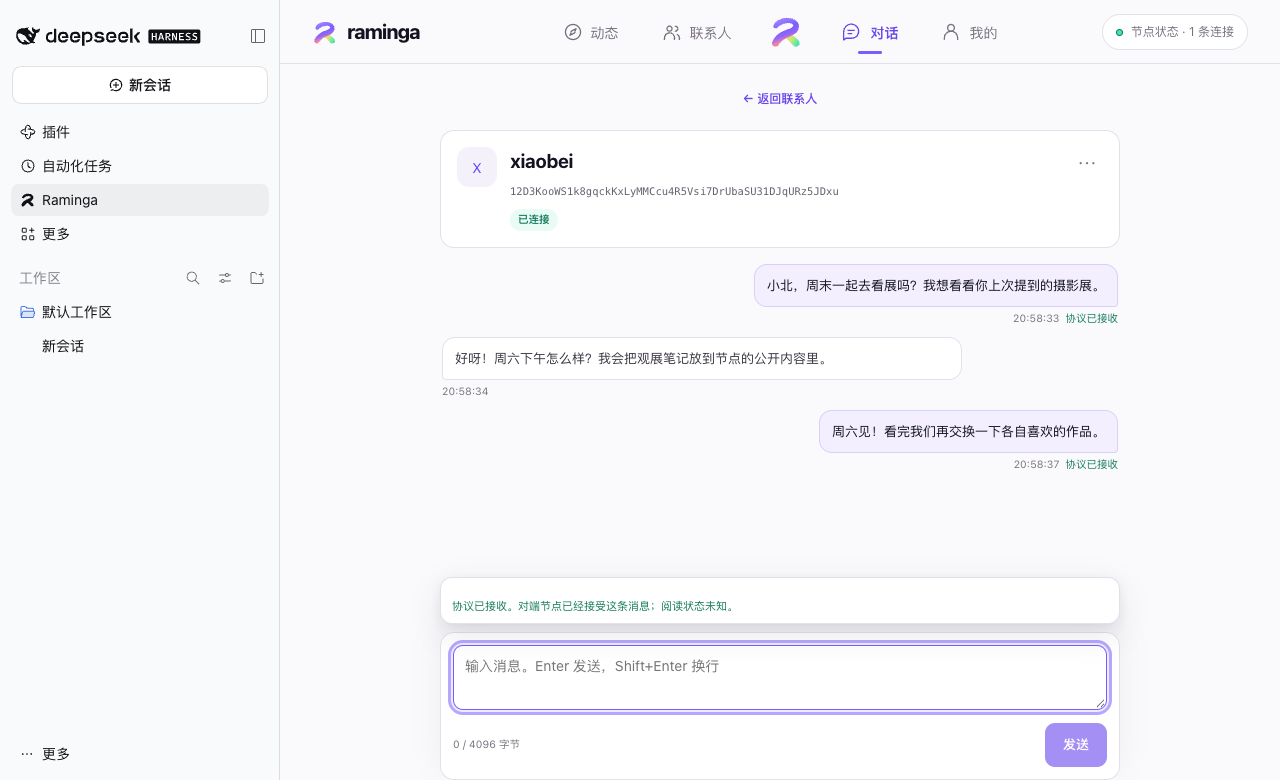 deepseek HARNESS
新会话
插件
自动化任务
Raminga
更多
工作区
默认工作区
新会话
更多
raminga
动态
联系人
对话
我的
节点状态 · 1 条连接
← 返回联系人
X
xiaobei
12D3KooWS1k8gqckKxLyMMCcu4R5Vsi7DrUbaSU31DJqURz5JDxu
已连接
小北，周末一起去看展吗？我想看看你上次提到的摄影展。
20:58:33 协议已接收
好呀！周六下午怎么样？我会把观展笔记放到节点的公开内容里。
20:58:34
周六见！看完我们再交换一下各自喜欢的作品。
20:58:37 协议已接收
协议已接收。对端节点已经接受这条消息；阅读状态未知。
输入消息。Enter 发送，Shift+Enter 换行
0 / 4096 字节
发送